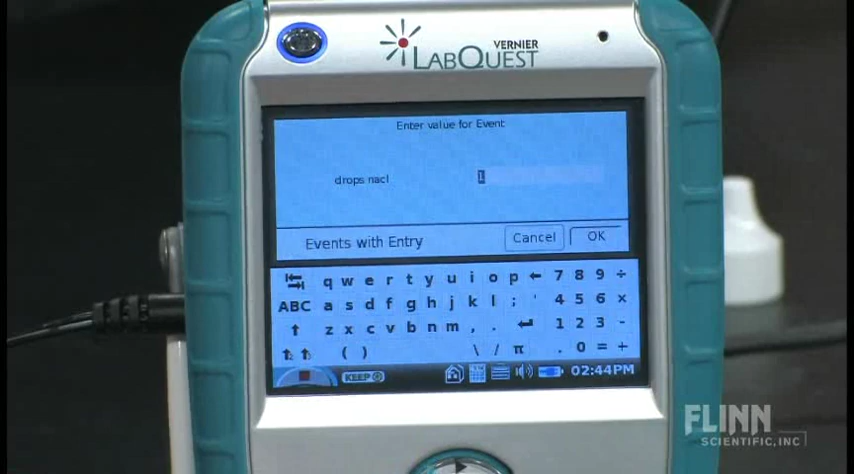 VERNIER
LABQUEST
Enter value for Event
drops nacl 1
Events with Entry Cancel OK
q w e r t y u i o p 7 8 9 ÷
ABC a s d f g h j k l ; ' 4 5 6 x
z x c v b n m , . 1 2 3 -
( ) \ / π . 0 = +
KEEP 02:44PM
FLINN
SCIENTIFIC, INC